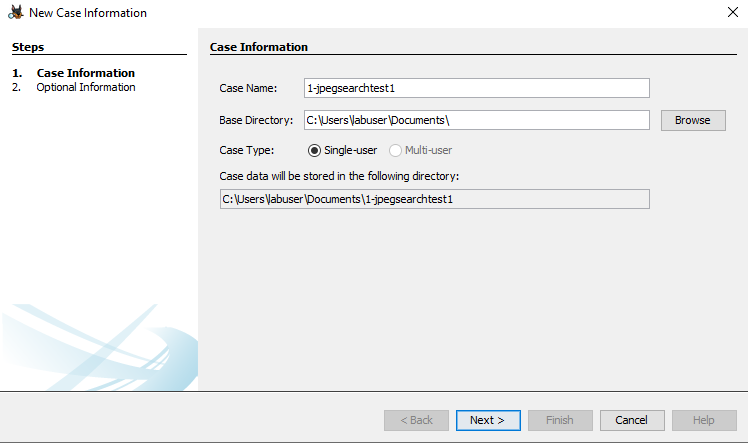 New Case Information
Steps
1. Case Information
2. Optional Information
Case Information
Case Name: 1-jpegsearchtest1
Base Directory: C:\Users\labuser\Documents\ Browse
Case Type: Single-user Multi-user
Case data will be stored in the following directory:
C:\Users\labuser\Documents\1-jpegsearchtest1
< Back Next > Finish Cancel Help